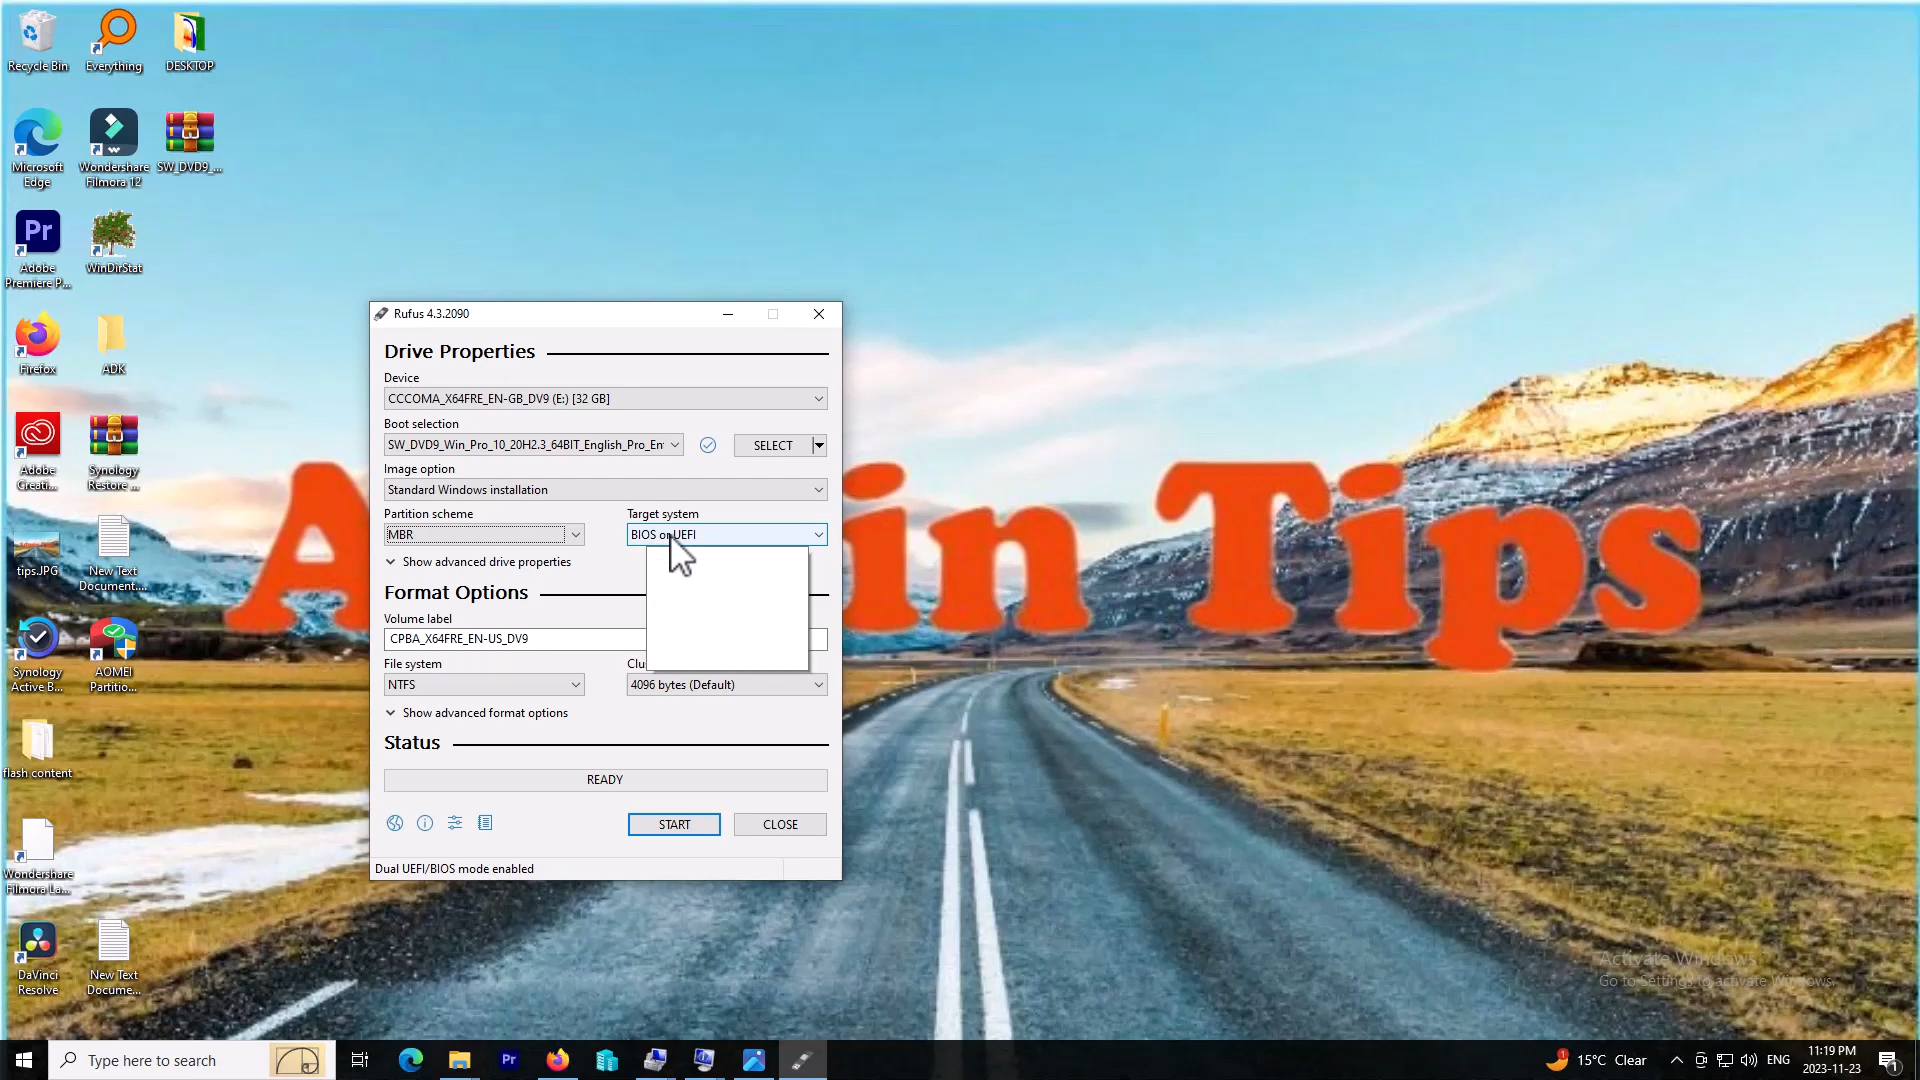 Recycle Bin
Everything
DESKTOP
Microsoft
Edge
Wondershare
Filmora 12
SW_DVD9_...
Pr
Adobe
Premiere P...
WinDirStat
Firefox
ADK
Adobe
Creati...
Synology
Restore ...
tips.JPG
New Text
Document....
Synology
Active B...
AOMEI
Partitio...
flash content
Wondershare
Filmora La...
DaVinci
Resolve
New Text
Docume...
Rufus 4.3.2090
Drive Properties
Device
CCCOMA_X64FRE_EN-GB_DV9 (E:) [32 GB]
Boot selection
SW_DVD9_Win_Pro_10_20H2.3_64BIT_English_Pro_En
SELECT
Image option
Standard Windows installation
Partition scheme
Target system
MBR
BIOS or UEFI
Show advanced drive properties
Format Options
Volume label
CPBA_X64FRE_EN-US_DV9
File system
Clu
NTFS
4096 bytes (Default)
Show advanced format options
Status
READY
START
CLOSE
Dual UEFI/BIOS mode enabled
A in Tips
Activate Windows
Go to Settings to activate Windows.
Type here to search
Pr
1
15°C Clear
ENG
11:19 PM
2023-11-23
1